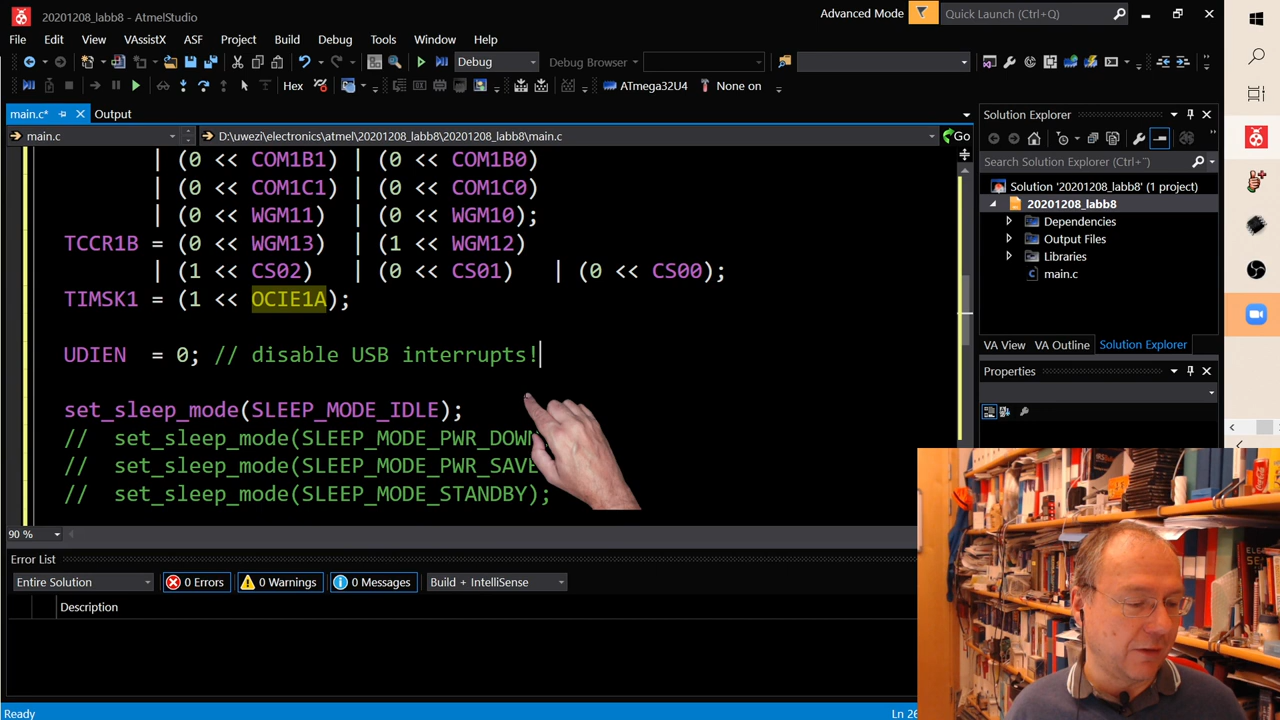 20201208_labb8 - AtmelStudio
Advanced Mode
Quick Launch (Ctrl+Q)
File Edit View VAssistX ASF Project Build Debug Tools Window Help
Debug
Debug Browser
Hex
ATmega32U4
None on
main.c*
Output
main.c
D:\uwezi\electronics\atmel\20201208_labb8\20201208_labb8\main.c
Go
| (0 << COM1B1) | (0 << COM1B0)
| (0 << COM1C1) | (0 << COM1C0)
| (0 << WGM11) | (0 << WGM10);
TCCR1B = (0 << WGM13) | (1 << WGM12)
| (1 << CS02) | (0 << CS01) | (0 << CS00);
TIMSK1 = (1 << OCIE1A);
UDIEN = 0; // disable USB interrupts!
set_sleep_mode(SLEEP_MODE_IDLE);
// set_sleep_mode(SLEEP_MODE_PWR_DOWN
// set_sleep_mode(SLEEP_MODE_PWR_SAVE
// set_sleep_mode(SLEEP_MODE_STANDBY);
90 %
Solution Explorer
Search Solution Explorer (Ctrl+¨)
Solution '20201208_labb8' (1 project)
20201208_labb8
Dependencies
Output Files
Libraries
main.c
VA View VA Outline Solution Explorer
Properties
Error List
Entire Solution
0 Errors
0 Warnings
0 Messages
Build + IntelliSense
Description
Ready
Ln 26